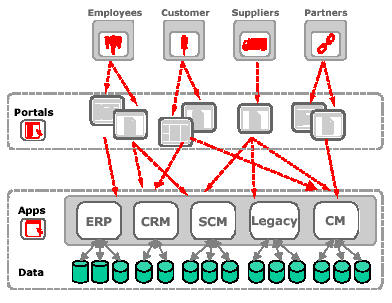 Employees Customer Suppliers Partners
Portals
Apps
ERP CRM SCM Legacy CM
Data